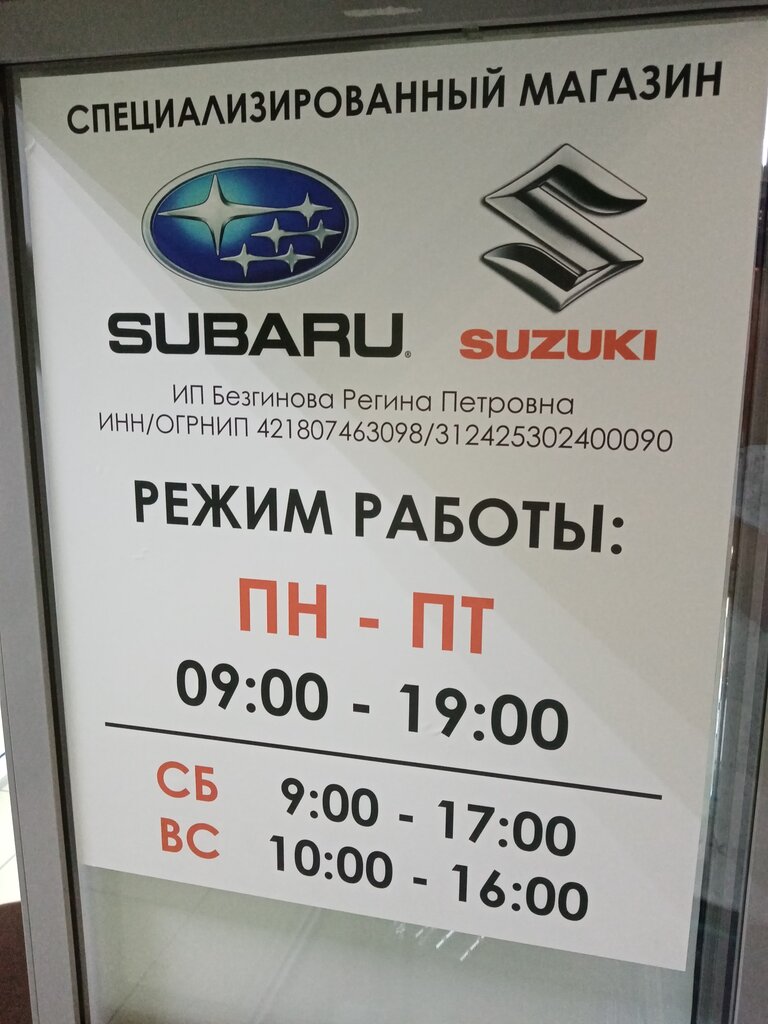 СПЕЦИАЛИЗИРОВАННЫЙ МАГАЗИН
SUBARU® SUZUKI
ИП Безгинова Регина Петровна
ИНН/ОГРНИП 421807463098/312425302400090
РЕЖИМ РАБОТЫ:
ПН - ПТ
09:00 - 19:00
СБ 9:00 - 17:00
ВС 10:00 - 16:00